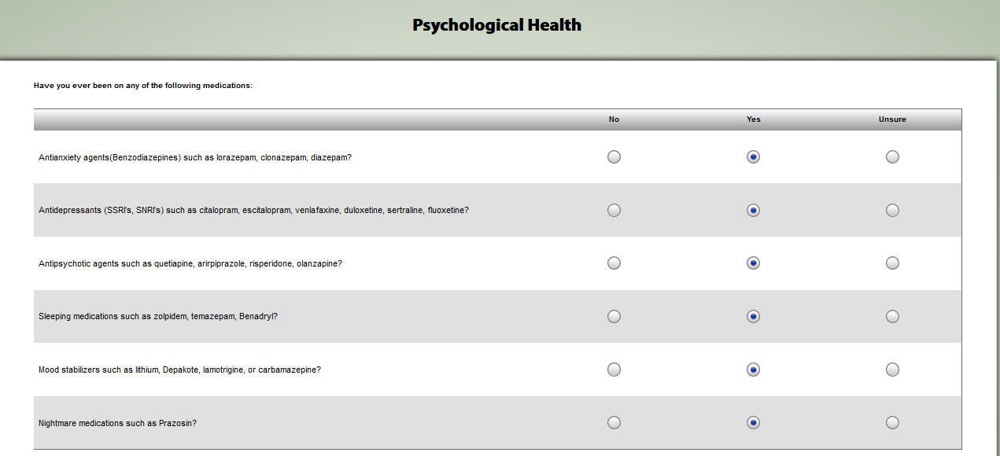 Psychological Health
Have you ever been on any of the following medications:
No Yes Unsure
Antianxiety agents(Benzodiazepines) such as lorazepam, clonazepam, diazepam?
Antidepressants (SSRI's, SNRI's) such as citalopram, escitalopram, venlafaxine, duloxetine, sertraline, fluoxetine?
Antipsychotic agents such as quetiapine, arirpiprazole, risperidone, olanzapine?
Sleeping medications such as zolpidem, temazepam, Benadryl?
Mood stabilizers such as lithium, Depakote, lamotrigine, or carbamazepine?
Nightmare medications such as Prazosin?